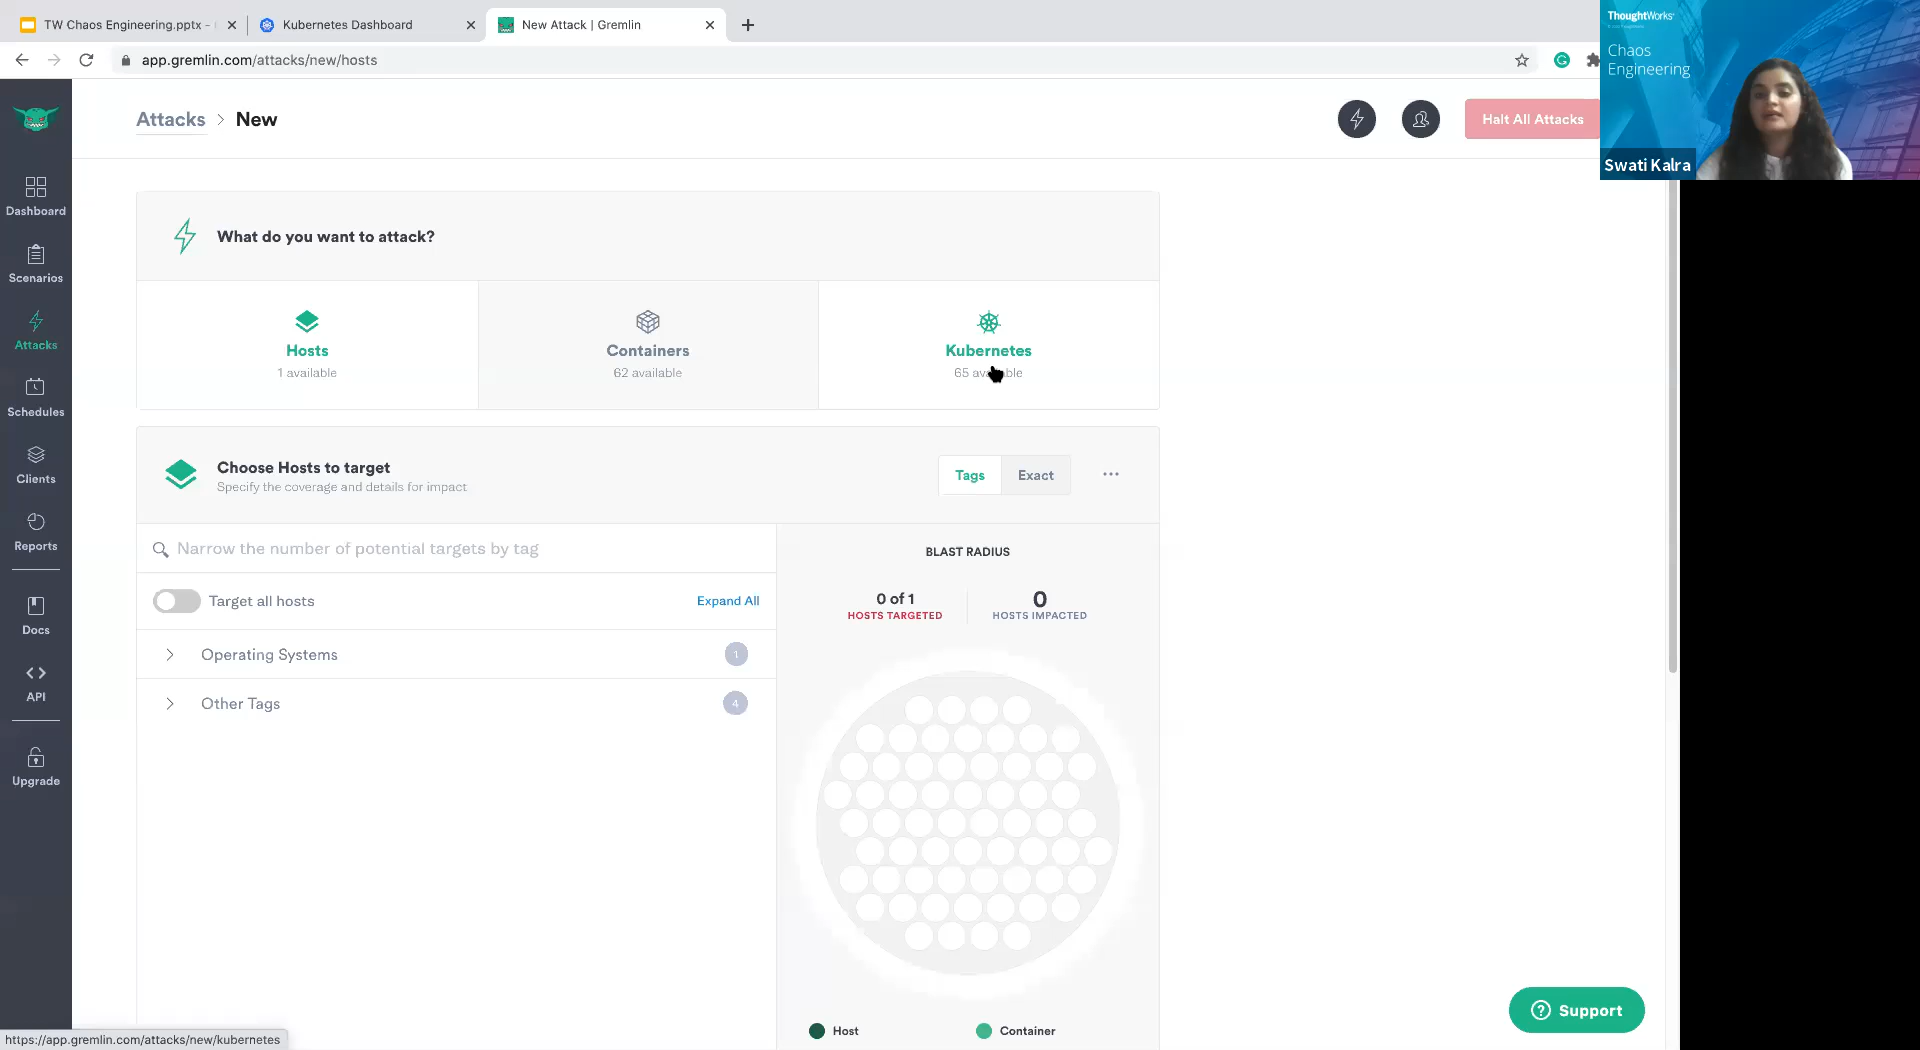 TW Chaos Engineering.pptx -
Kubernetes Dashboard
New Attack | Gremlin
app.gremlin.com/attacks/new/hosts
ThoughtWorks
Chaos
Engineering
Swati Kalra
Attacks > New
Halt All Attacks
Dashboard
Scenarios
Attacks
Schedules
Clients
Reports
Docs
API
Upgrade
What do you want to attack?
Hosts
1 available
Containers
62 available
Kubernetes
65 available
Choose Hosts to target
Specify the coverage and details for impact
Tags
Exact
Narrow the number of potential targets by tag
Target all hosts
Expand All
Operating Systems
1
Other Tags
4
BLAST RADIUS
0 of 1
HOSTS TARGETED
0
HOSTS IMPACTED
Host
Container
Support
https://app.gremlin.com/attacks/new/kubernetes